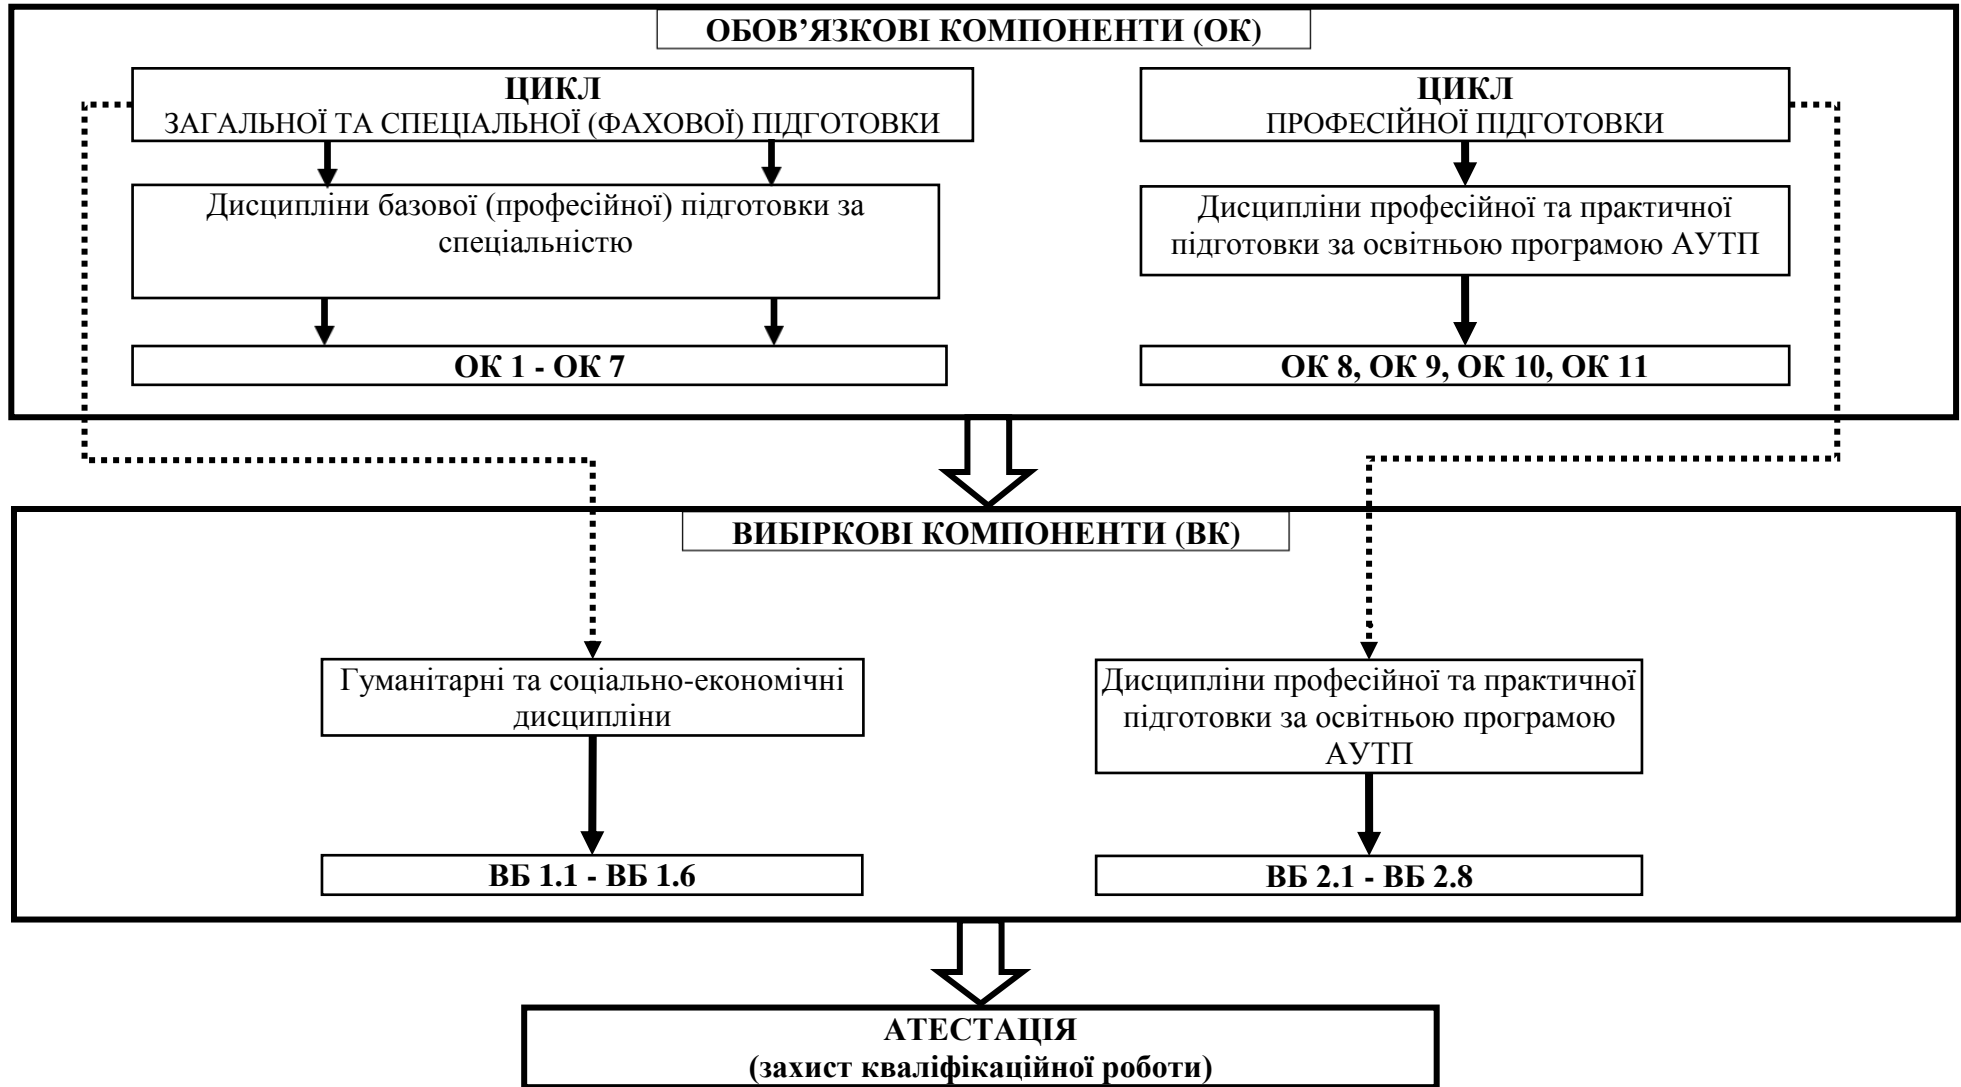 ОБОВ’ЯЗКОВІ КОМПОНЕНТИ (ОК)
ЦИКЛ
ЗАГАЛЬНОЇ ТА СПЕЦІАЛЬНОЇ (ФАХОВОЇ) ПІДГОТОВКИ
Дисципліни базової (професійної) підготовки за
спеціальністю
ОК 1 - ОК 7
ЦИКЛ
ПРОФЕСІЙНОЇ ПІДГОТОВКИ
Дисципліни професійної та практичної
підготовки за освітньою програмою АУТП
ОК 8, ОК 9, ОК 10, ОК 11
ВИБІРКОВІ КОМПОНЕНТИ (ВК)
Гуманітарні та соціально-економічні
дисципліни
ВБ 1.1 - ВБ 1.6
Дисципліни професійної та практичної
підготовки за освітньою програмою
АУТП
ВБ 2.1 - ВБ 2.8
АТЕСТАЦІЯ
(захист кваліфікаційної роботи)